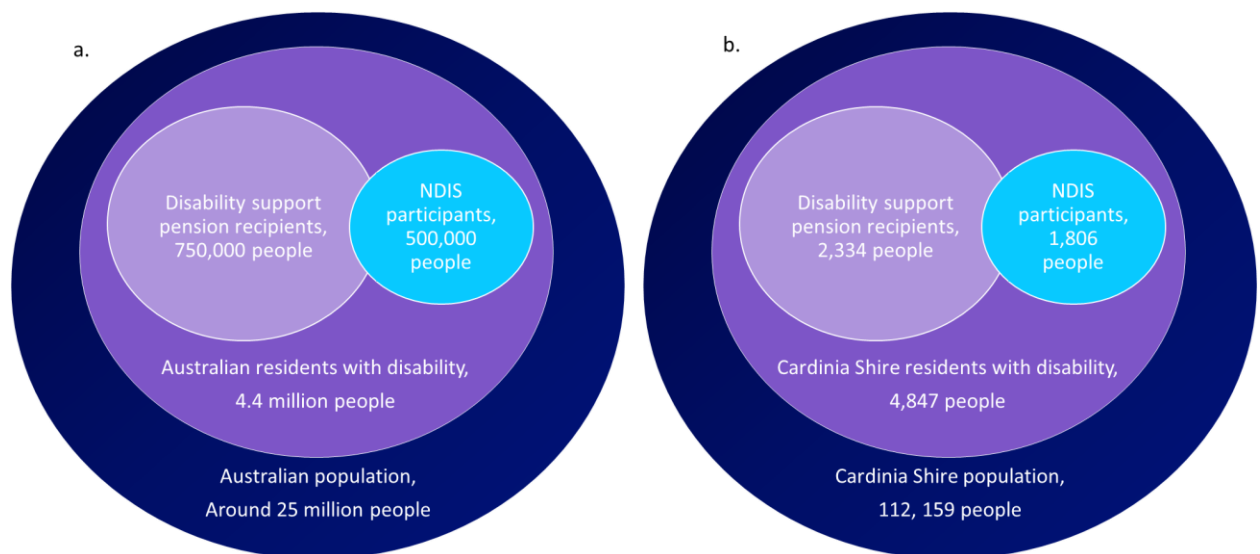 a.
Disability support
pension recipients,
750,000 people
NDIS
participants,
500,000
people
Australian residents with disability,
4.4 million people
Australian population,
Around 25 million people
b.
Disability support
pension recipients,
2,334 people
NDIS
participants,
1,806
people
Cardinia Shire residents with disability,
4,847 people
Cardinia Shire population,
112, 159 people